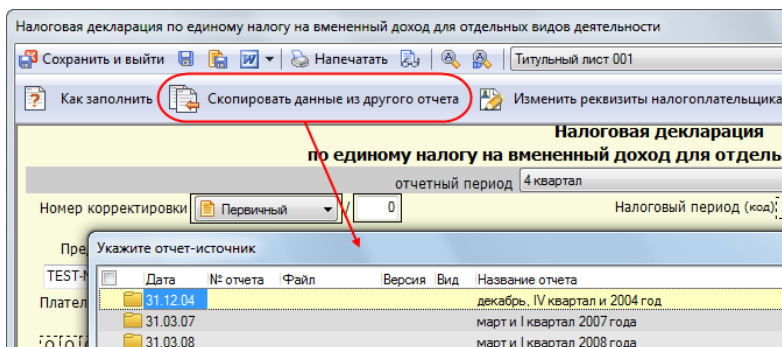 Налоговая декларация по единому налогу на вмененный доход для отдельных видов деятельности
Сохранить и выйти Напечатать Титульный лист 001
Как заполнить Скопировать данные из другого отчета Изменить реквизиты налогоплательщика
Налоговая декларация
по единому налогу на вмененный доход для отдель
отчетный период 4 квартал
Номер корректировки Первичный / 0 Налоговый период (код)
Пре Укажите отчет-источник
TEST-
Дата № отчета Файл Версия Вид Название отчета
Плател 31.12.04 декабрь, IV квартал и 2004 год
31.03.07 март и I квартал 2007 года
31.03.08 март и I квартал 2008 года